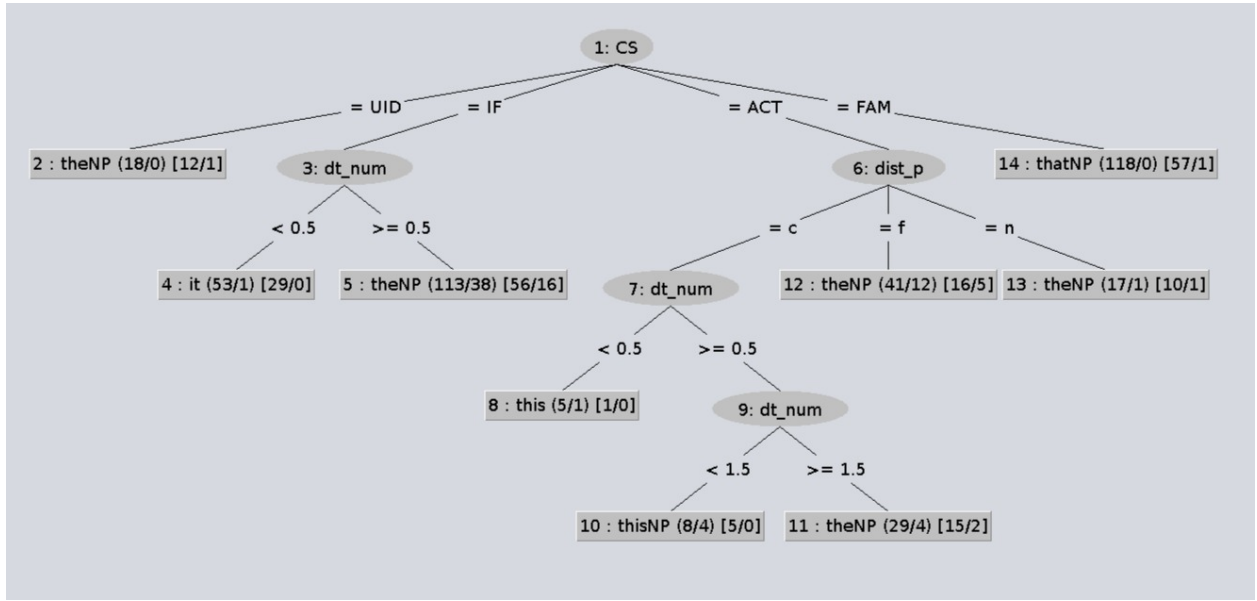 1: CS
= UID
= IF
= ACT
= FAM
2 : theNP (18/0) [12/1]
3: dt_num
6: dist_p
14 : thatNP (118/0) [57/1]
< 0.5
>= 0.5
= c
= f
= n
4 : it (53/1) [29/0]
5 : theNP (113/38) [56/16]
7: dt_num
12 : theNP (41/12) [16/5]
13 : theNP (17/1) [10/1]
< 0.5
>= 0.5
8 : this (5/1) [1/0]
9: dt_num
< 1.5
>= 1.5
10 : thisNP (8/4) [5/0]
11 : theNP (29/4) [15/2]